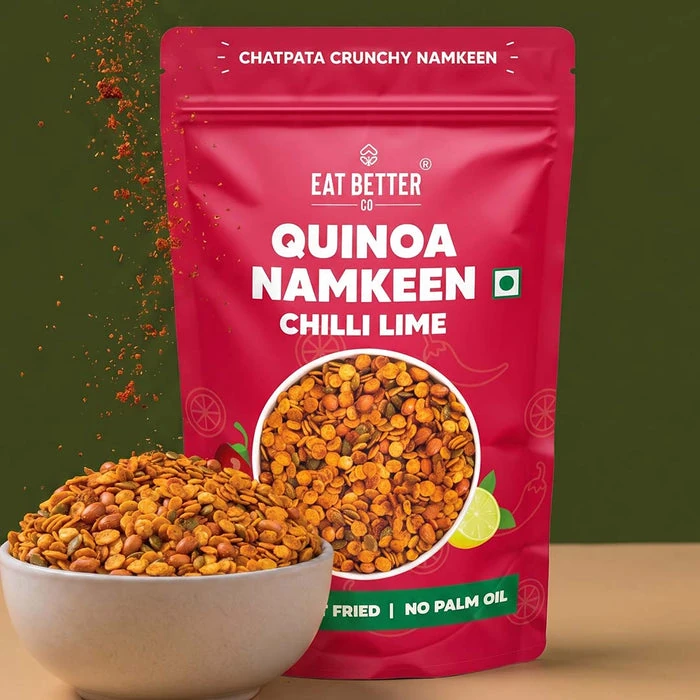 CHATPATA CRUNCHY NAMKEEN
EAT BETTER ®
CO
QUINOA
NAMKEEN
CHILLI LIME
FRIED | NO PALM OIL